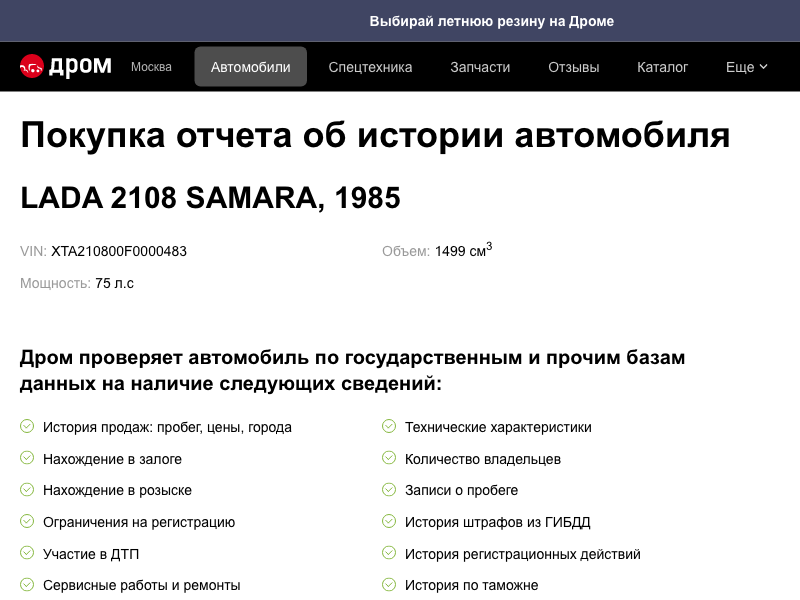 Выбирай летнюю резину на Дроме
дром Москва Автомобили Спецтехника Запчасти Отзывы Каталог Еще
Покупка отчета об истории автомобиля
LADA 2108 SAMARA, 1985
VIN: XTA210800F0000483 Объем: 1499 см³
Мощность: 75 л.с
Дром проверяет автомобиль по государственным и прочим базам
данных на наличие следующих сведений:
История продаж: пробег, цены, города Технические характеристики
Нахождение в залоге Количество владельцев
Нахождение в розыске Записи о пробеге
Ограничения на регистрацию История штрафов из ГИБДД
Участие в ДТП История регистрационных действий
Сервисные работы и ремонты История по таможне